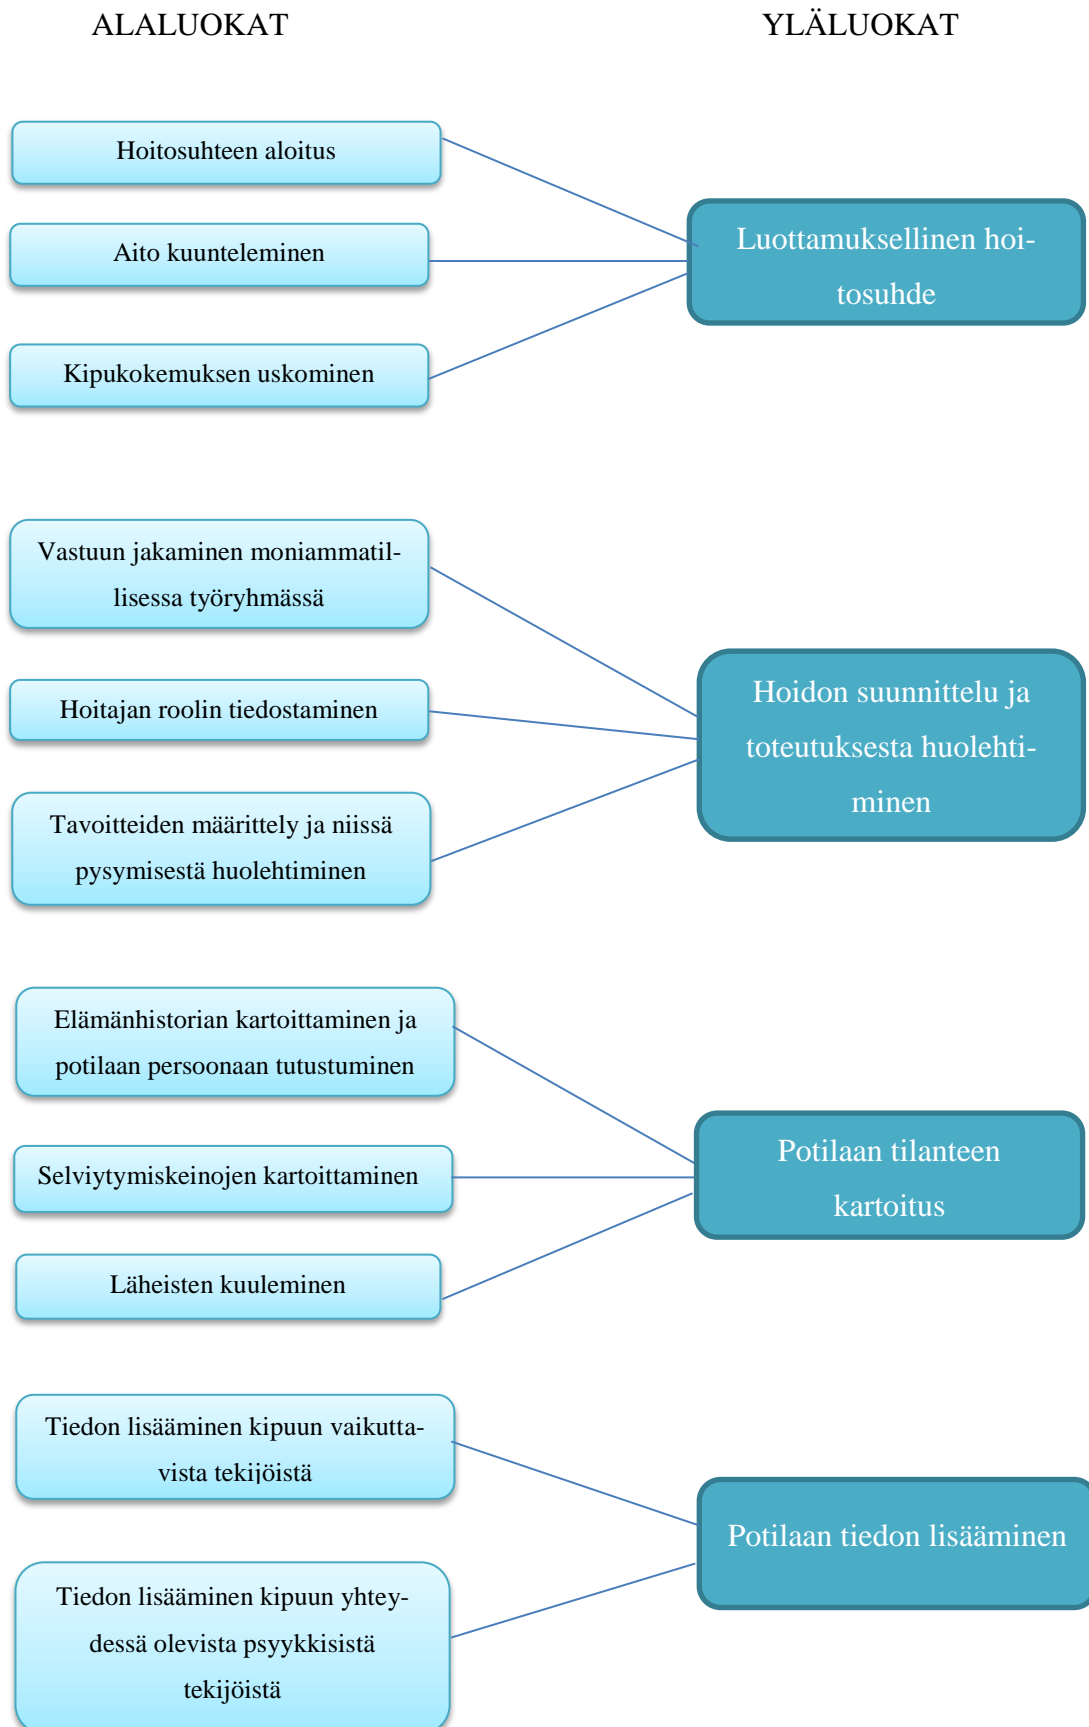 ALALUOKAT
YLÄLUOKAT
Hoitosuhteen aloitus
Aito kuunteleminen
Kipukokemuksen uskominen
Luottamuksellinen hoi-
tosuhde
Vastuun jakaminen moniammatil-
lisessa työryhmässä
Hoitajan roolin tiedostaminen
Tavoitteiden määrittely ja niissä
pysymisestä huolehtiminen
Hoidon suunnittelu ja
toteutuksesta huolehti-
minen
Elämänhistorian kartoittaminen ja
potilaan persoonaan tutustuminen
Selviytymiskeinojen kartoittaminen
Läheisten kuuleminen
Potilaan tilanteen
kartoitus
Tiedon lisääminen kipuun vaikutta-
vista tekijöistä
Tiedon lisääminen kipuun yhtey-
dessä olevista psyykkisistä
tekijöistä
Potilaan tiedon lisääminen